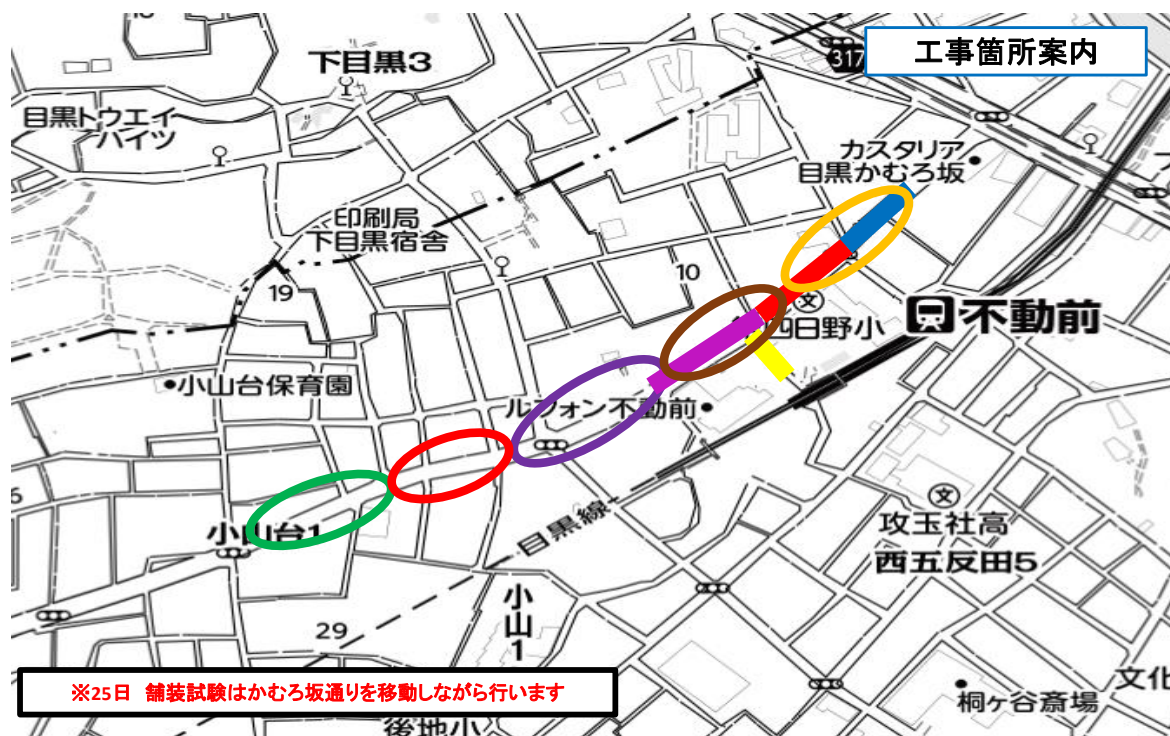 工事箇所案内
317
下目黒3
目黒トウエイ
ハイツ
カスタリア
目黒かむろ坂
印刷局
下目黒宿舎
19
10
四日野小
不動前
小山台保育園
ルフォン不動前
小山台1
目黒線
攻玉社高
西五反田5
小山1
29
※25日 舗装試験はかむろ坂通りを移動しながら行います
後地小
桐ヶ谷斎場
文化